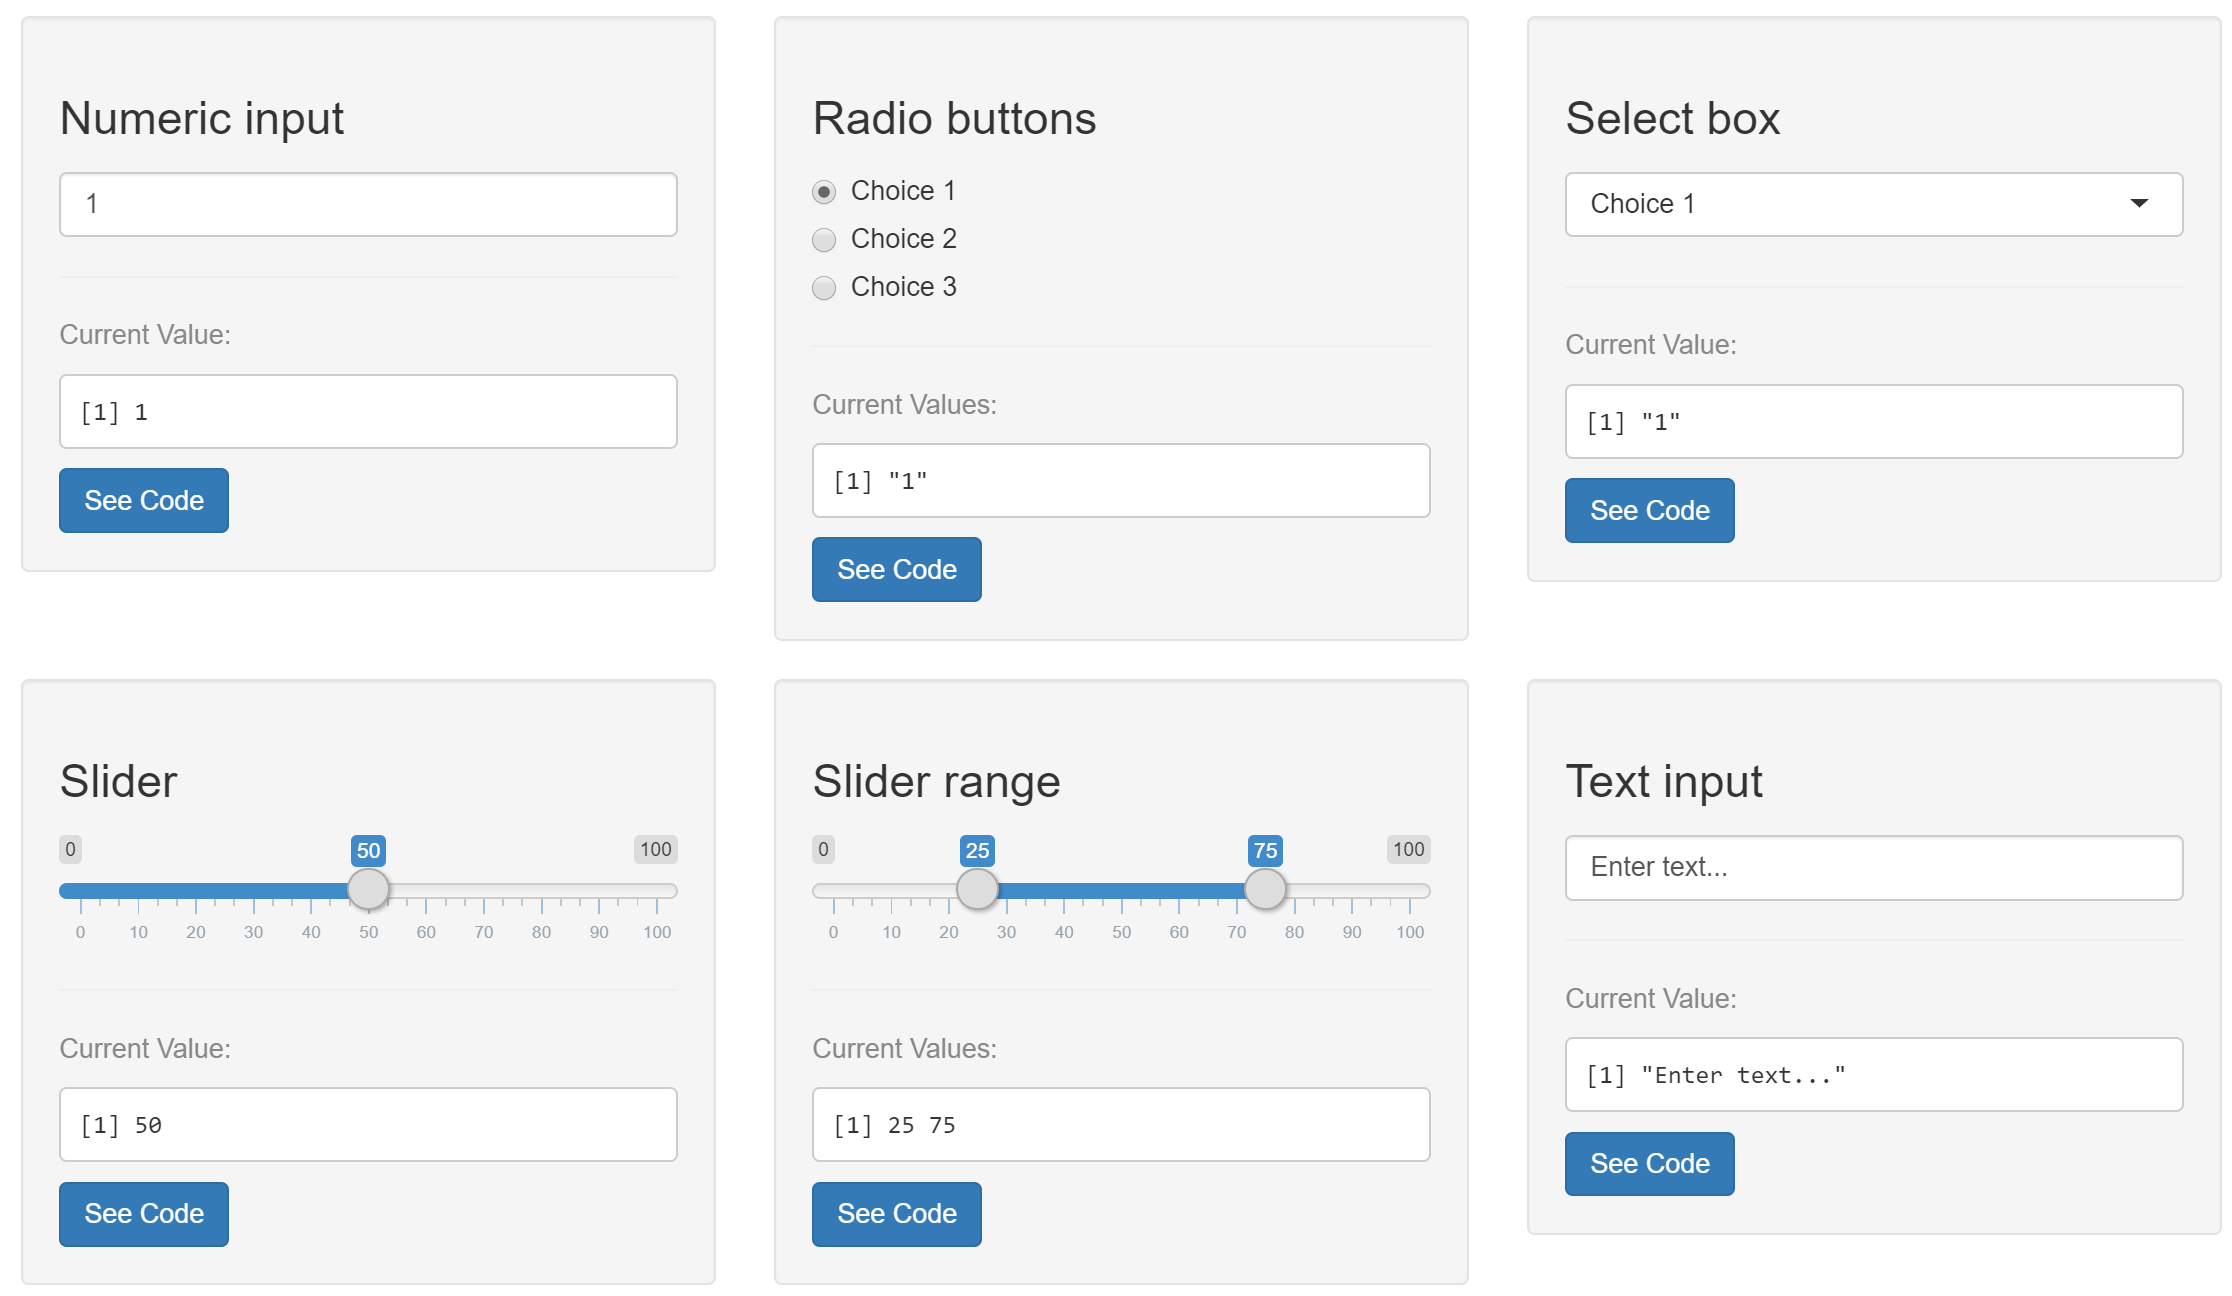 Numeric input
1
Current Value:
[1] 1
See Code
Radio buttons
Choice 1
Choice 2
Choice 3
Current Values:
[1] "1"
See Code
Select box
Choice 1
Current Value:
[1] "1"
See Code
Slider
0 50 100
0 10 20 30 40 50 60 70 80 90 100
Current Value:
[1] 50
See Code
Slider range
0 25 75 100
0 10 20 30 40 50 60 70 80 90 100
Current Values:
[1] 25 75
See Code
Text input
Enter text...
Current Value:
[1] "Enter text..."
See Code